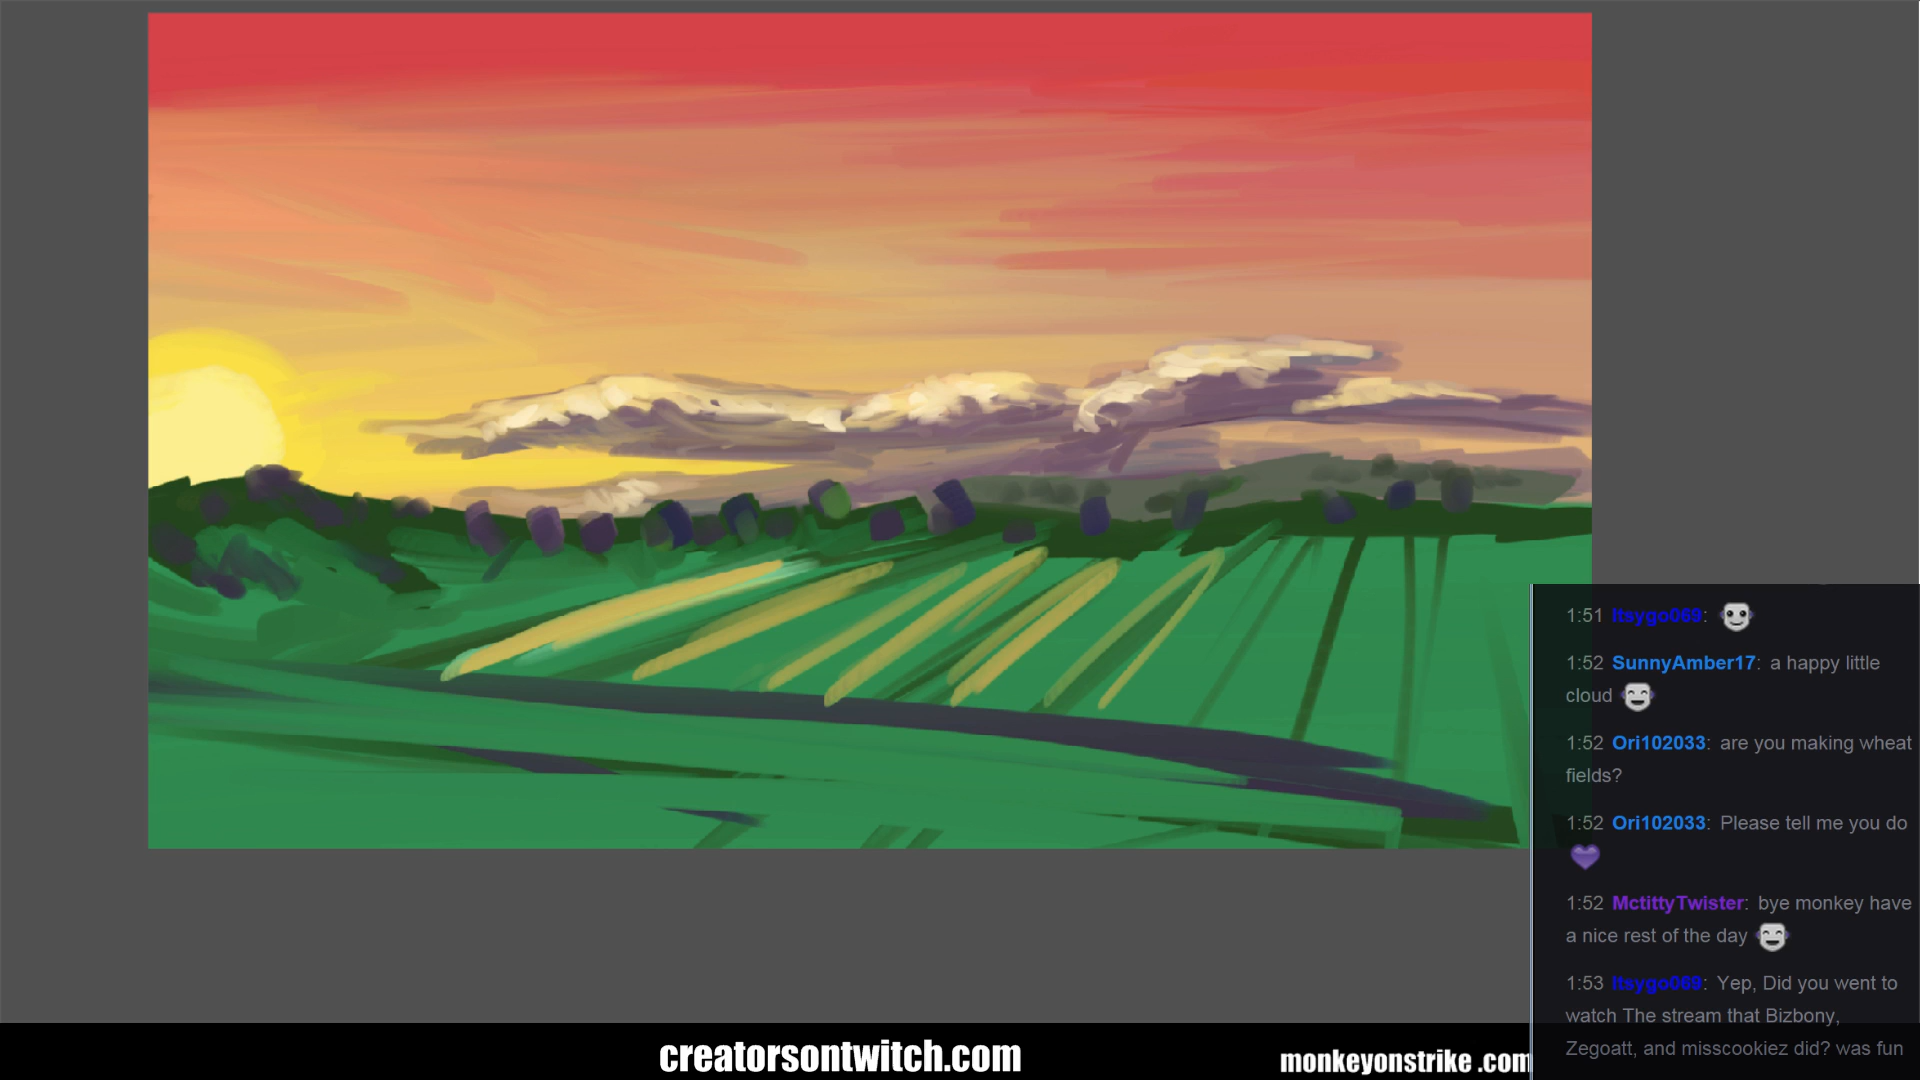 1:51 Itsygo069:
1:52 SunnyAmber17: a happy little
cloud
1:52 Ori102033: are you making wheat
fields?
1:52 Ori102033: Please tell me you do
1:52 MctittyTwister: bye monkey have
a nice rest of the day
1:53 Itsygo069: Yep, Did you went to
watch The stream that Bizbony,
Zegoatt, and misscookiez did? was fun
creatorsontwitch.com
monkeyonstrike .com